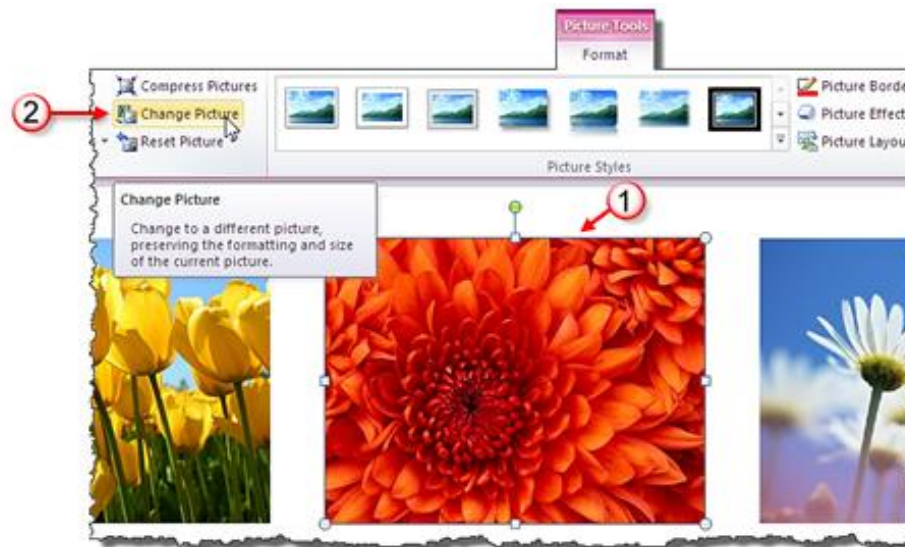 Picture Tools
Format
Compress Pictures
2
Change Picture
Reset Picture
Picture Styles
Picture Borde
Picture Effect
Picture Layou
Change Picture
Change to a different picture,
preserving the formatting and size
of the current picture.
1